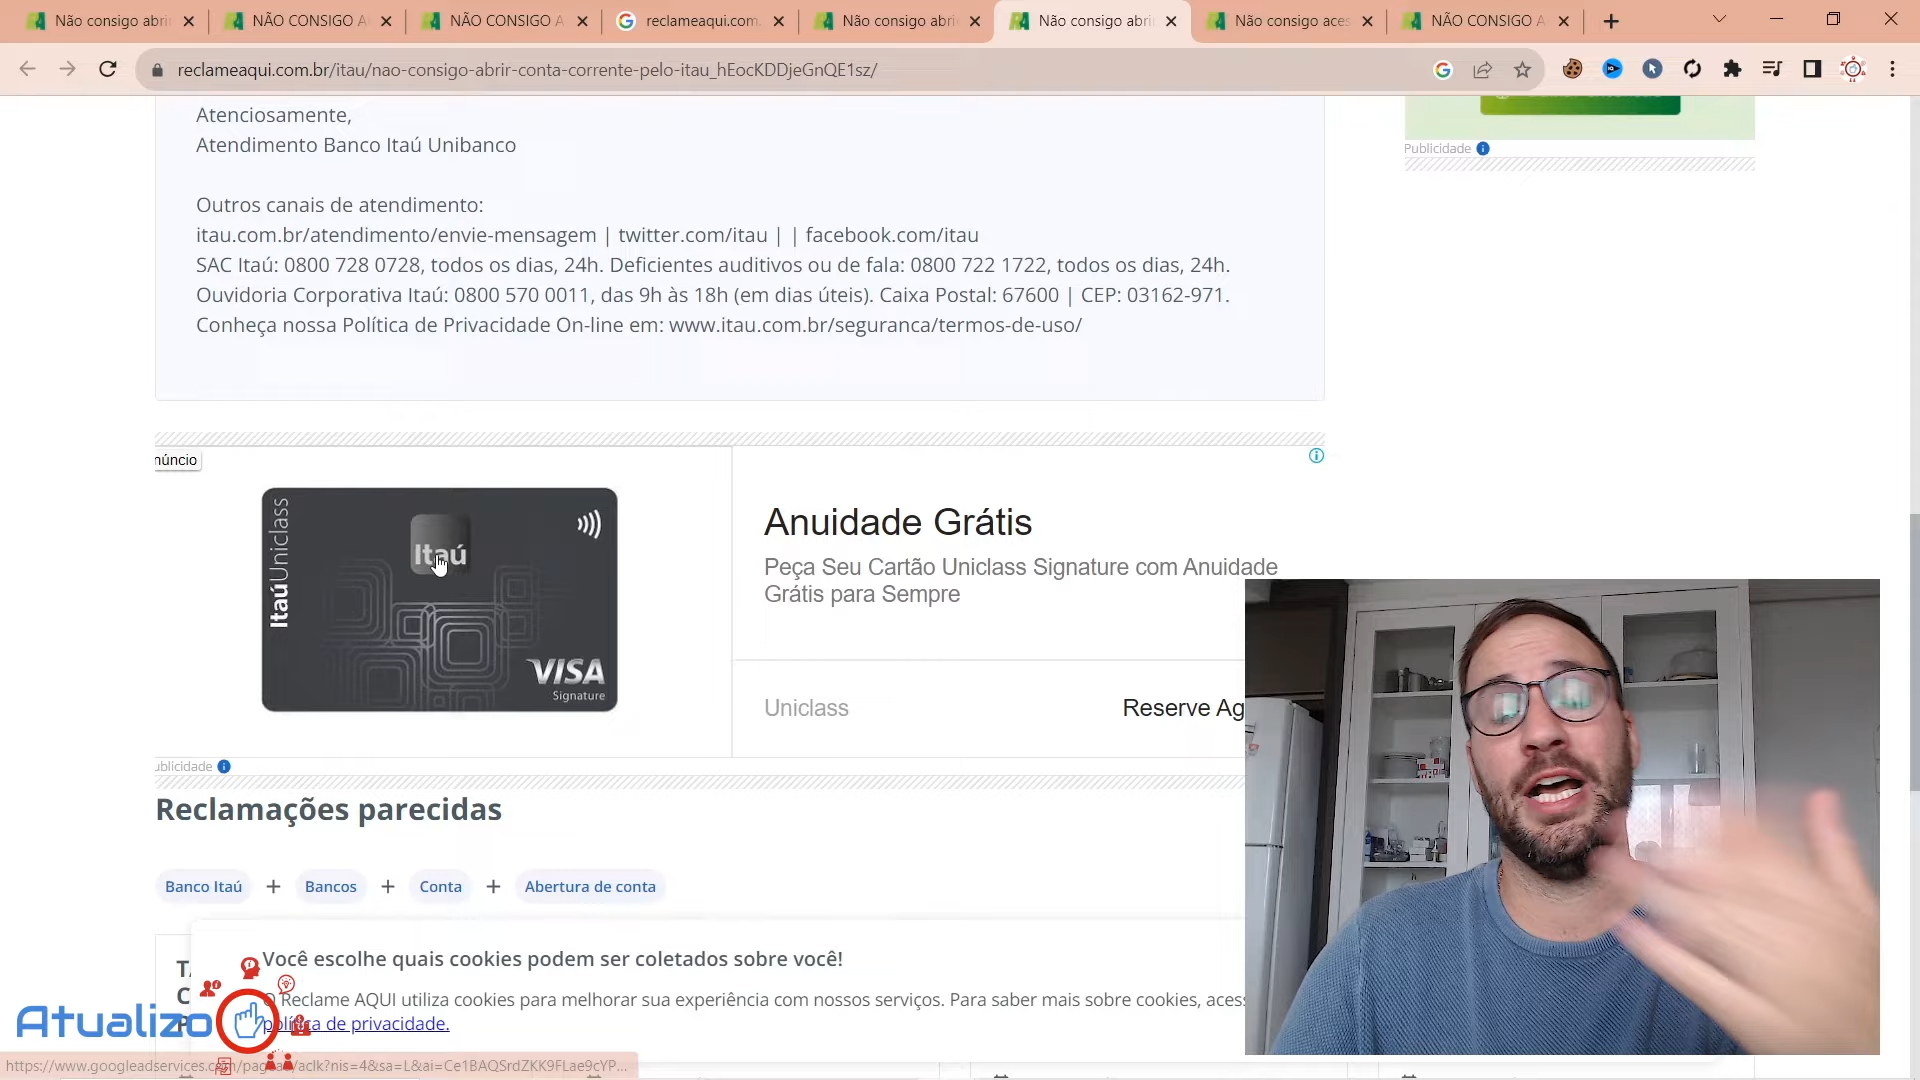 Não consigo abri
NÃO CONSIGO A
NÃO CONSIGO A
reclameaqui.com.
Não consigo abri
Não consigo abri
Não consigo aces
NÃO CONSIGO A
reclameaqui.com.br/itau/nao-consigo-abrir-conta-corrente-pelo-itau_hEocKDDjeGnQE1sz/
Atenciosamente,
Atendimento Banco Itaú Unibanco
Publicidade
Outros canais de atendimento:
itau.com.br/atendimento/envie-mensagem | twitter.com/itau | | facebook.com/itau
SAC Itaú: 0800 728 0728, todos os dias, 24h. Deficientes auditivos ou de fala: 0800 722 1722, todos os dias, 24h.
Ouvidoria Corporativa Itaú: 0800 570 0011, das 9h às 18h (em dias úteis). Caixa Postal: 67600 | CEP: 03162-971.
Conheça nossa Política de Privacidade On-line em: www.itau.com.br/seguranca/termos-de-uso/
núncio
ItaúUniclass
Itaú
VISA
Signature
Anuidade Grátis
Peça Seu Cartão Uniclass Signature com Anuidade
Grátis para Sempre
Uniclass
Reserve Ag
ublicidade
Reclamações parecidas
Banco Itaú + Bancos + Conta + Abertura de conta
Você escolhe quais cookies podem ser coletados sobre você!
O Reclame AQUI utiliza cookies para melhorar sua experiência com nossos serviços. Para saber mais sobre cookies, acess
política de privacidade.
Atualizo